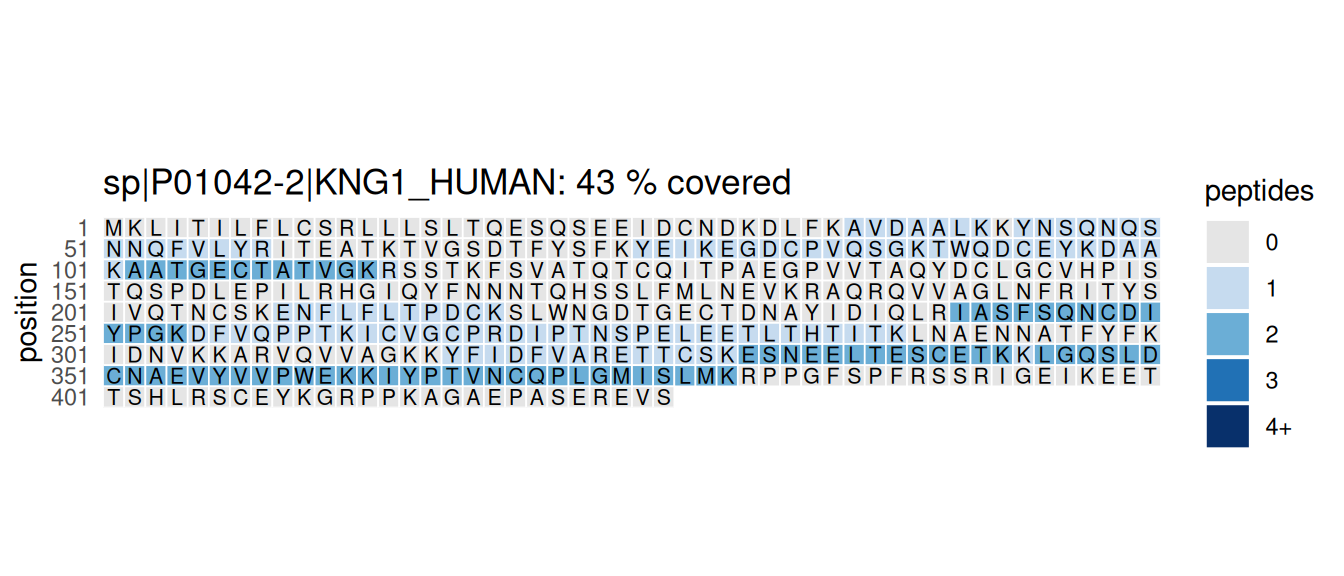 sp|P01042-2|KNG1_HUMAN: 43 % covered
position
1 MKLITILFLCSRLLLSLTQESQSEEIDCNDKDLFKAVDAALKKYNSQNQS
51 NNQFVLYRITEATKTVGSDTFYSFKYEIKEGDCPVQSGKTWQDCEYKDAA
101 KAATGECTATVGKRSSTKFSVATQTCQITPAEGPVVTAQYDCLGCVHPIS
151 TQSPDLEPILRHGIQYFNNNTQHSSLFMLNEVKRAQRQVVAGLNFRITYS
201 IVQTNCSKENFLFLTPDCKSLWNGDTGECTDNAYIDIQLRIASFSQNCDI
251 YPGKDFVQPPTKICVGCPRDIPTNSPELEETLTHTITKLNAENNATFYFK
301 IDNVKKARVQVVAGKKYFIDFVARETTCSKESNEELTESCETKKLGQSLD
351 CNAEVYVVPWEKKIYPTVNCQPLGMISLMKRPPGFSPFRSSRIGEIKEET
401 TSHLRSCEYKGRPPKAGAEPASEREVS
peptides
0
1
2
3
4+